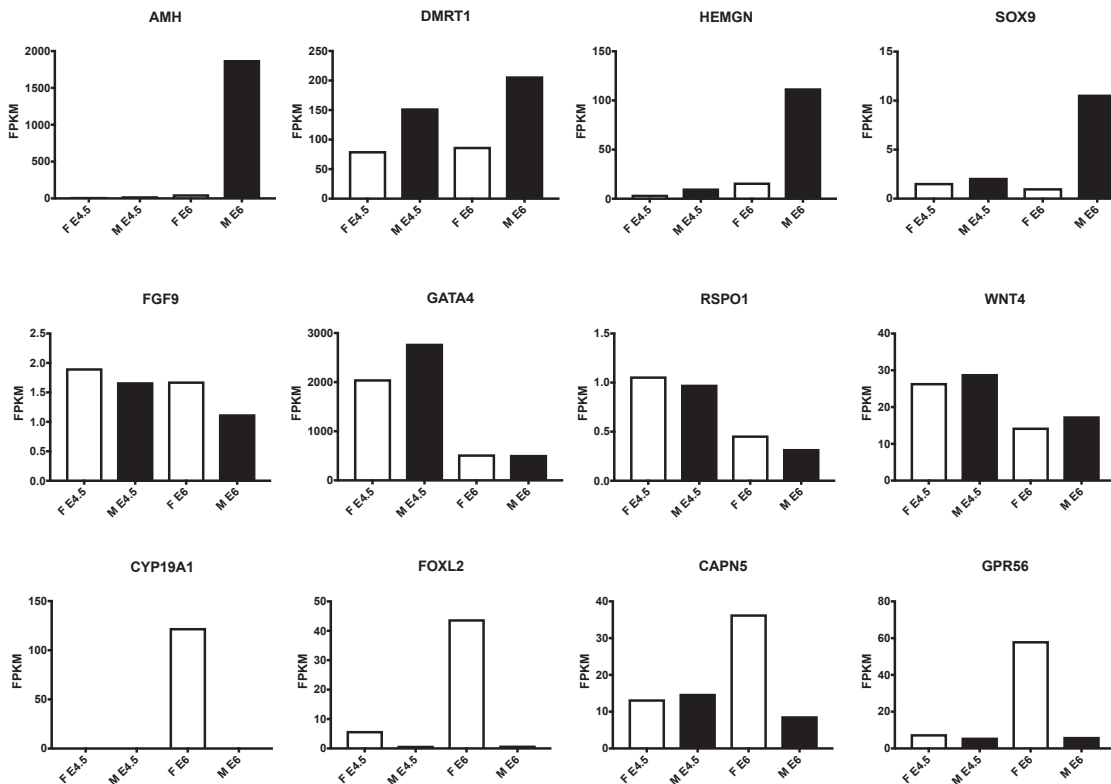 AMH DMRT1 HEMGN SOX9
FPKM 2000 1500 1000 500 0
F E4.5 M E4.5 F E6 M E6
FPKM 250 200 150 100 50 0
F E4.5 M E4.5 F E6 M E6
FPKM 150 100 50 0
F E4.5 M E4.5 F E6 M E6
FPKM 15 10 5 0
F E4.5 M E4.5 F E6 M E6
FGF9 GATA4 RSPO1 WNT4
FPKM 2.5 2.0 1.5 1.0 0.5 0.0
F E4.5 M E4.5 F E6 M E6
FPKM 3000 2000 1000 0
F E4.5 M E4.5 F E6 M E6
FPKM 1.5 1.0 0.5 0.0
F E4.5 M E4.5 F E6 M E6
FPKM 40 30 20 10 0
F E4.5 M E4.5 F E6 M E6
CYP19A1 FOXL2 CAPN5 GPR56
FPKM 150 100 50 0
F E4.5 M E4.5 F E6 M E6
FPKM 50 40 30 20 10 0
F E4.5 M E4.5 F E6 M E6
FPKM 40 30 20 10 0
F E4.5 M E4.5 F E6 M E6
FPKM 80 60 40 20 0
F E4.5 M E4.5 F E6 M E6